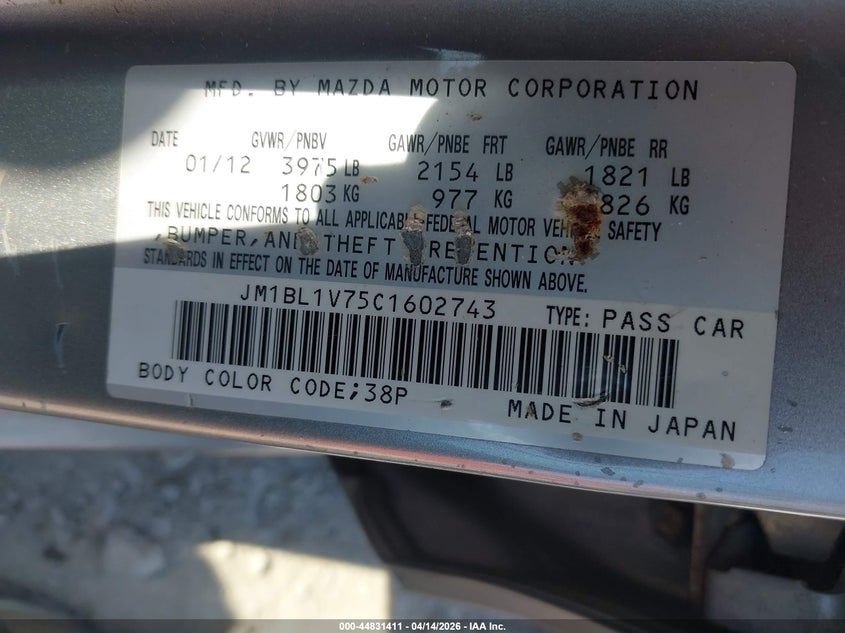 MFD. BY MAZDA MOTOR CORPORATION
DATE GVWR/PNBV GAWR/PNBE FRT GAWR/PNBE RR
01/12 3975 LB 2154 LB 1821 LB
1803 KG 977 KG 826 KG
THIS VEHICLE CONFORMS TO ALL APPLICABLE FEDERAL MOTOR VEHICLE SAFETY
,BUMPER,AND THEFT PREVENTION
STANDARDS IN EFFECT ON THE DATE OF MANUFACTURE SHOWN ABOVE.
JM1BL1V75C1602743 TYPE: PASS CAR
BODY COLOR CODE;38P
MADE IN JAPAN
000-44831411 - 04/14/2026 - IAA Inc.